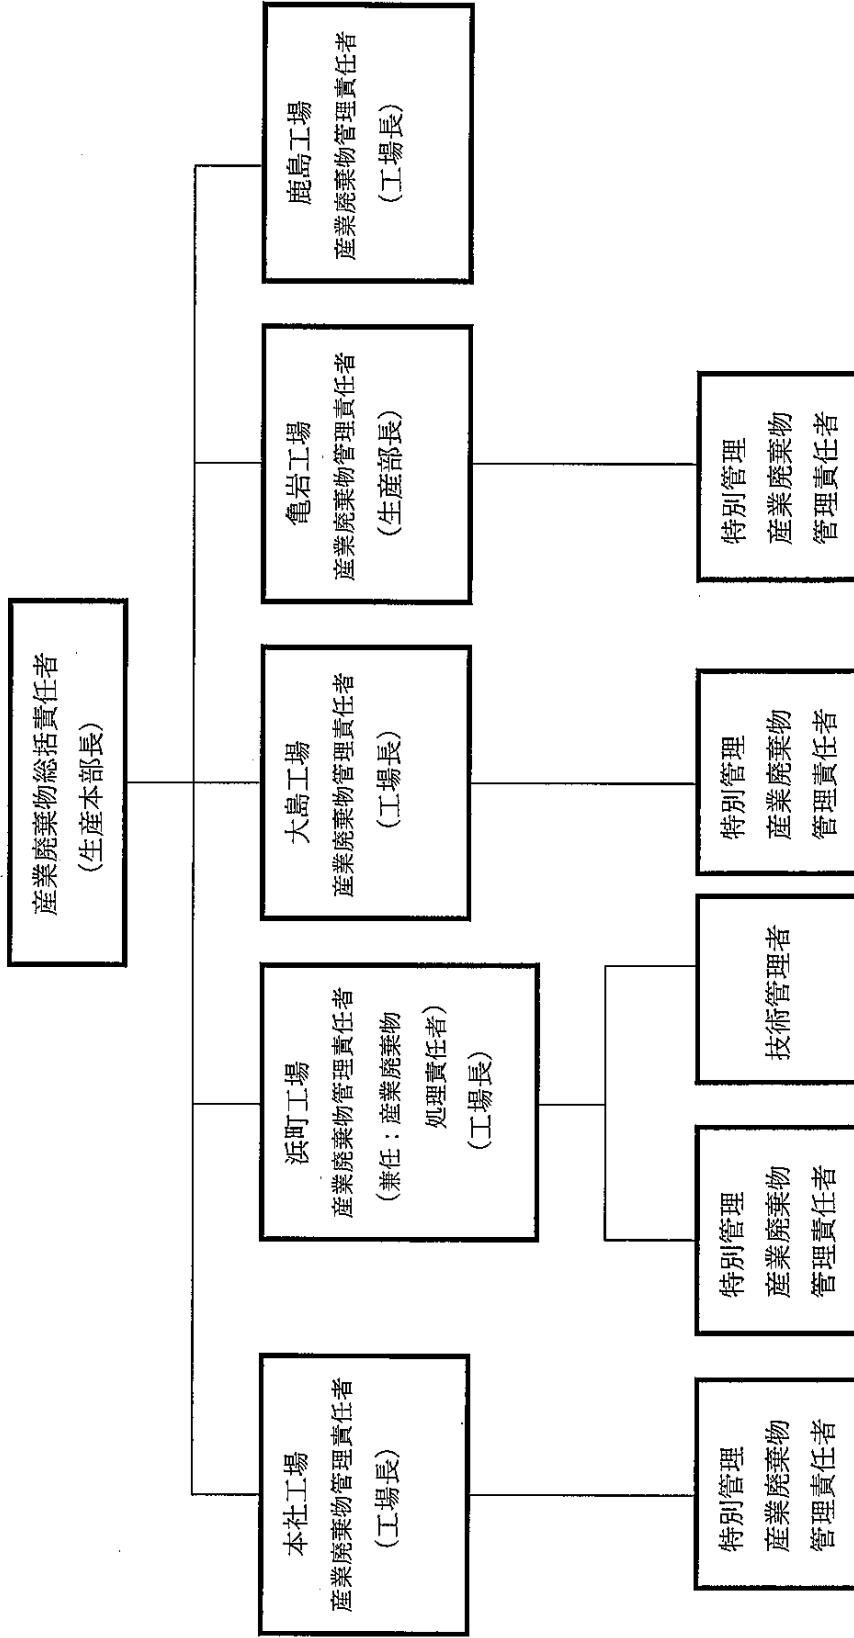 産業廃棄物総括責任者
(生産本部長)
本社工場
産業廃棄物管理責任者
(工場長)
浜町工場
産業廃棄物管理責任者
(兼任:産業廃棄物
処理責任者)
(工場長)
大島工場
産業廃棄物管理責任者
(工場長)
亀岩工場
産業廃棄物管理責任者
(生産部長)
鹿島工場
産業廃棄物管理責任者
(工場長)
特別管理
産業廃棄物
管理責任者
特別管理
産業廃棄物
管理責任者
技術管理者
特別管理
産業廃棄物
管理責任者
特別管理
産業廃棄物
管理責任者